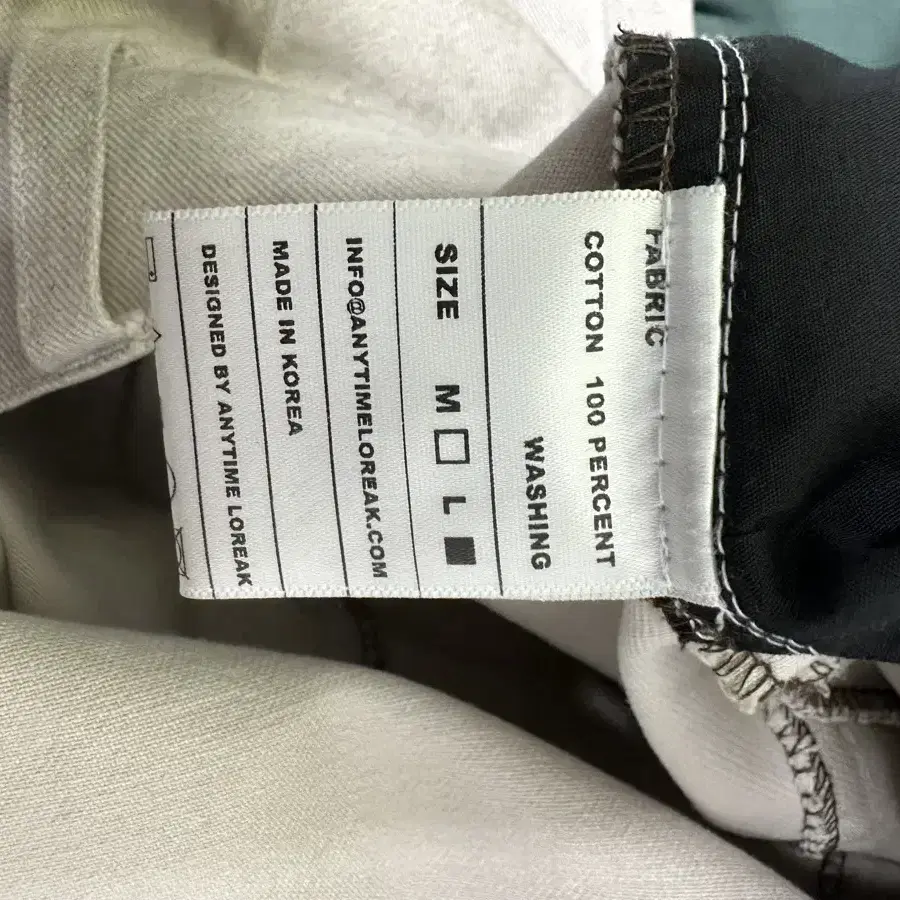 FABRIC
COTTON 100 PERCENT
WASHING
SIZE M L
INFO@ANYTIMELOREAK.COM
MADE IN KOREA
DESIGNED BY ANYTIME LOREAK